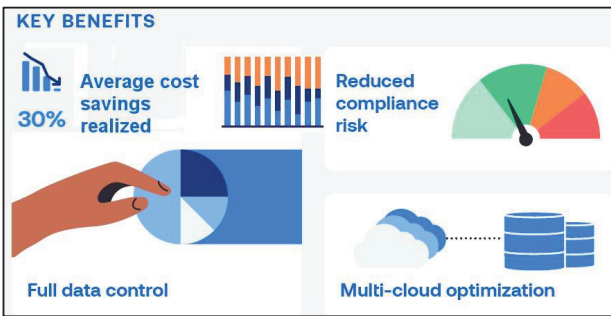 KEY BENEFITS
30%
Average cost
savings
realized
Reduced
compliance
risk
Full data control
Multi-cloud optimization